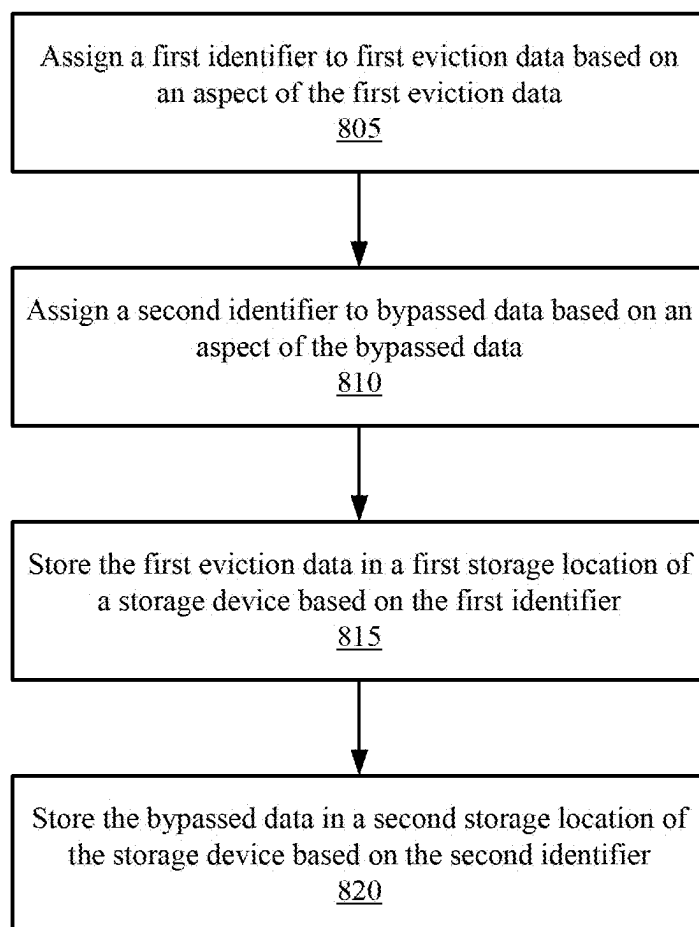 Assign a first identifier to first eviction data based on
an aspect of the first eviction data
805
Assign a second identifier to bypassed data based on an
aspect of the bypassed data
810
Store the first eviction data in a first storage location of
a storage device based on the first identifier
815
Store the bypassed data in a second storage location of
the storage device based on the second identifier
820